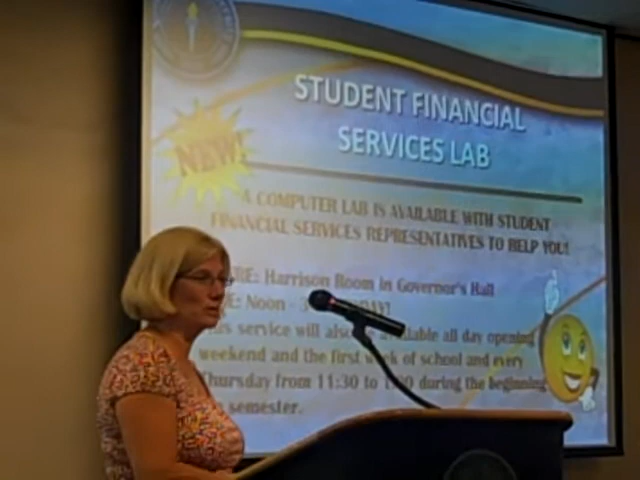 STUDENT FINANCIAL
SERVICES LAB
NEW!
A COMPUTER LAB IS AVAILABLE WITH STUDENT
FINANCIAL SERVICES REPRESENTATIVES TO HELP YOU!
Harrison Room in Governor's Hall
Noon - 3
service will also all day opening
weekend and the first week of school and every
Thursday from 11:30 to during the beginning
semester.